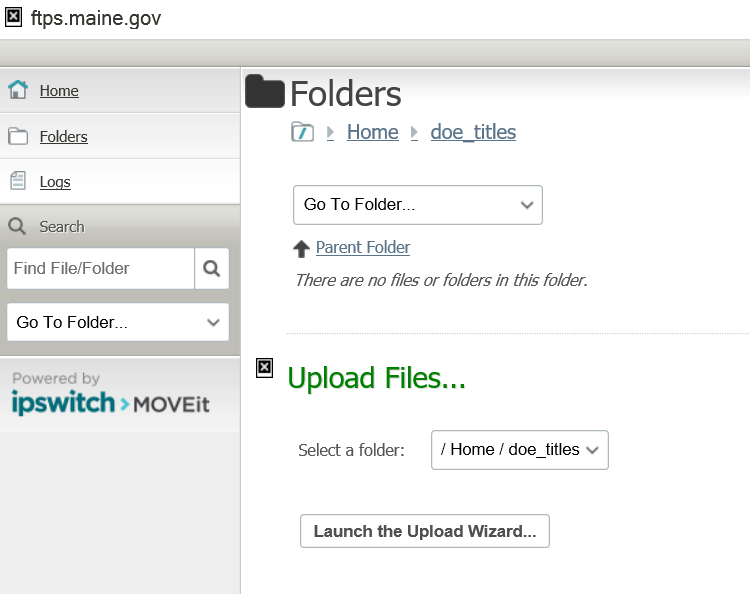 ftps.maine.gov
Home
Folders
Logs
Search
Find File/Folder
Go To Folder...
Powered by
ipswitch MOVEit
Folders
Home doe_titles
Go To Folder...
Parent Folder
There are no files or folders in this folder.
Upload Files...
Select a folder: / Home / doe_titles
Launch the Upload Wizard...